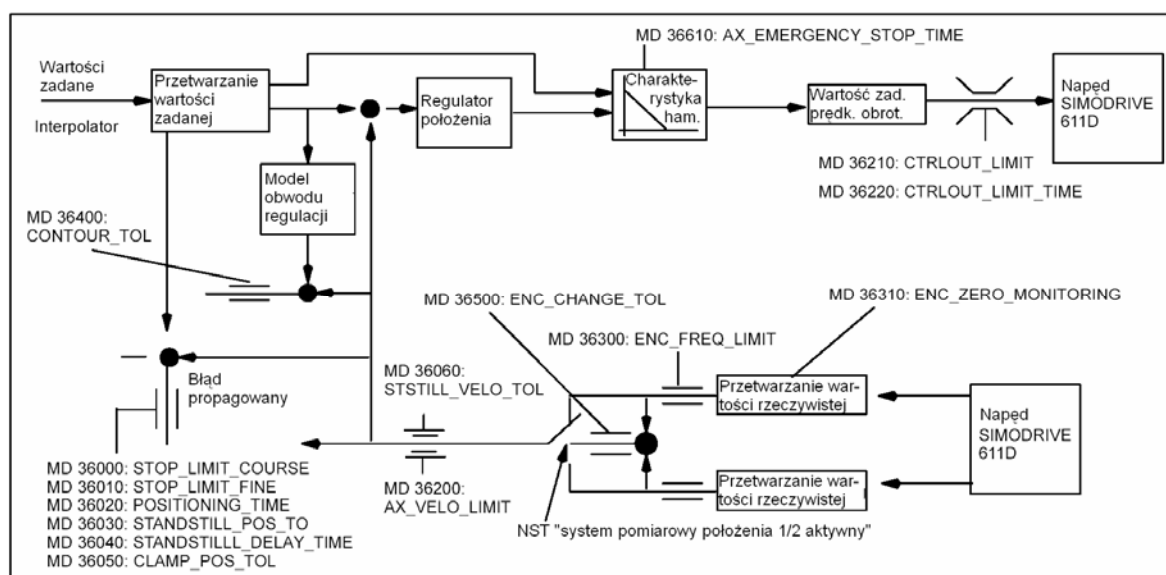 MD 36610: AX_EMERGENCY_STOP_TIME
Wartości
zadane
Interpolator
Przetwarzanie
wartości
zadanej
Regulator
położenia
Charakte-
rystyka
ham.
Wartość zad.
prędk. obrot.
Napęd
SIMODRIVE
611D
MD 36210: CTRLOUT_LIMIT
MD 36220: CTRLOUT_LIMIT_TIME
Model
obwodu
regulacji
MD 36400:
CONTOUR_TOL
MD 36500: ENC_CHANGE_TOL
MD 36310: ENC_ZERO_MONITORING
MD 36300: ENC_FREQ_LIMIT
MD 36060:
STSTILL_VELO_TOL
Błąd
propagowany
Przetwarzanie war-
tości rzeczywistej
Napęd
SIMODRIVE
611D
Przetwarzanie war-
tości rzeczywistej
MD 36200:
AX_VELO_LIMIT
NST "system pomiarowy położenia 1/2 aktywny"
MD 36000: STOP_LIMIT_COURSE
MD 36010: STOP_LIMIT_FINE
MD 36020: POSITIONING_TIME
MD 36030: STANDSTILL_POS_TO
MD 36040: STANDSTILLL_DELAY_TIME
MD 36050: CLAMP_POS_TOL